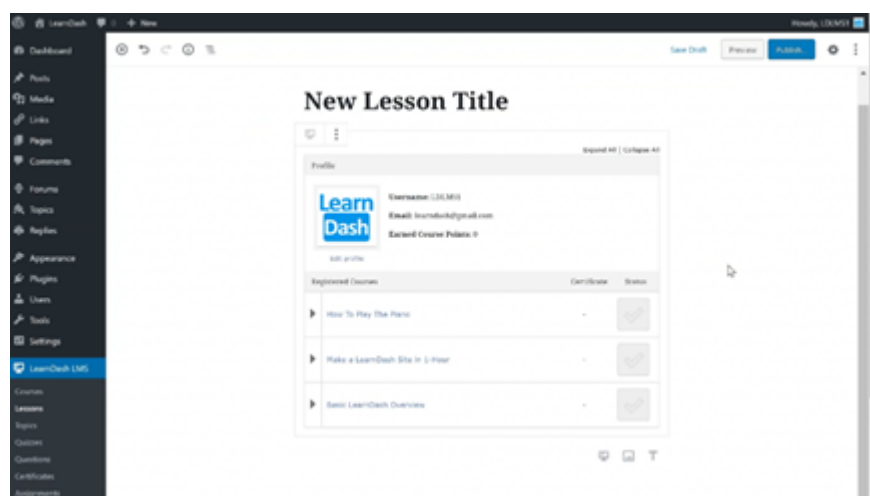 LearnDash
+ New
Howdy, LDLMS1
Dashboard
Posts
Media
Links
Pages
Comments
Forums
Topics
Replies
Appearance
Plugins
Users
Tools
Settings
LearnDash LMS
Courses
Lessons
Topics
Quizzes
Questions
Certificates
Assignments
Save Draft
Preview
Publish...
New Lesson Title
Expand All | Collapse All
Profile
Learn
Dash
Username: LDLMS1
Email: learndash@gmail.com
Earned Course Points: 0
Edit profile
Registered Courses Certificate Status
How To Play The Piano -
Make a LearnDash Site in 1-Hour -
Basic LearnDash Overview -